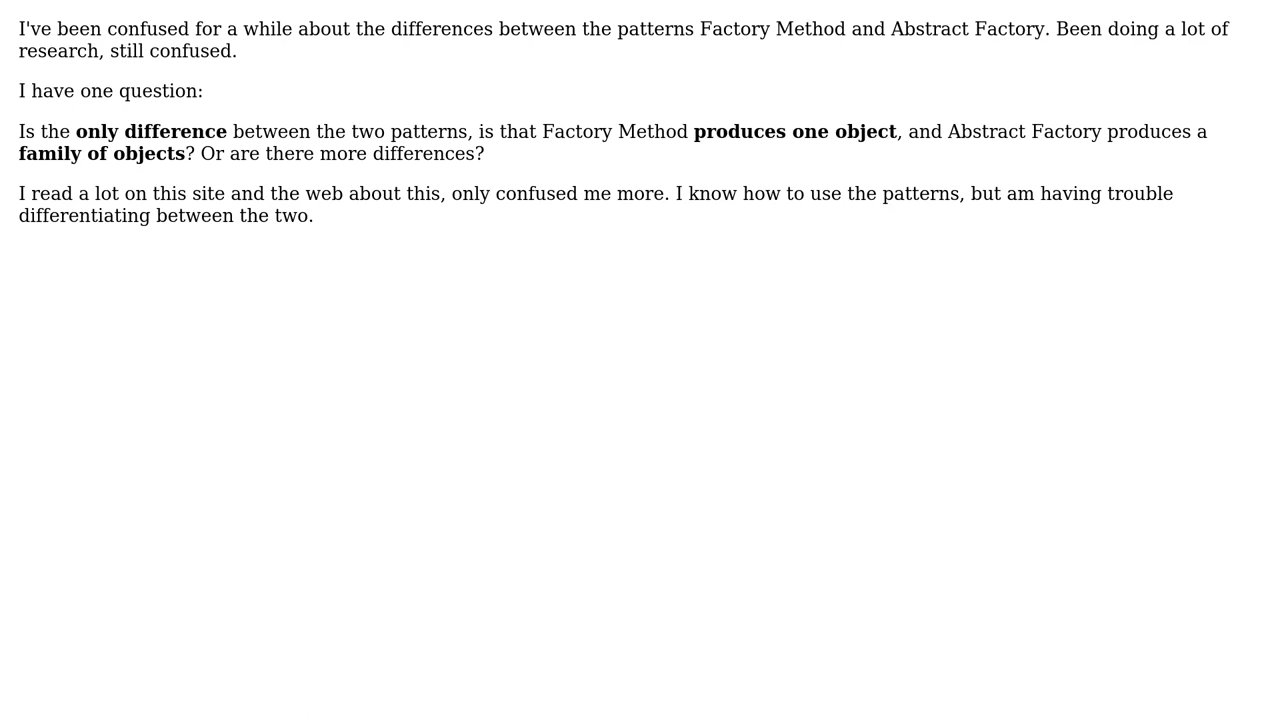 I've been confused for a while about the differences between the patterns Factory Method and Abstract Factory. Been doing a lot of
research, still confused.
I have one question:
Is the only difference between the two patterns, is that Factory Method produces one object, and Abstract Factory produces a
family of objects? Or are there more differences?
I read a lot on this site and the web about this, only confused me more. I know how to use the patterns, but am having trouble
differentiating between the two.